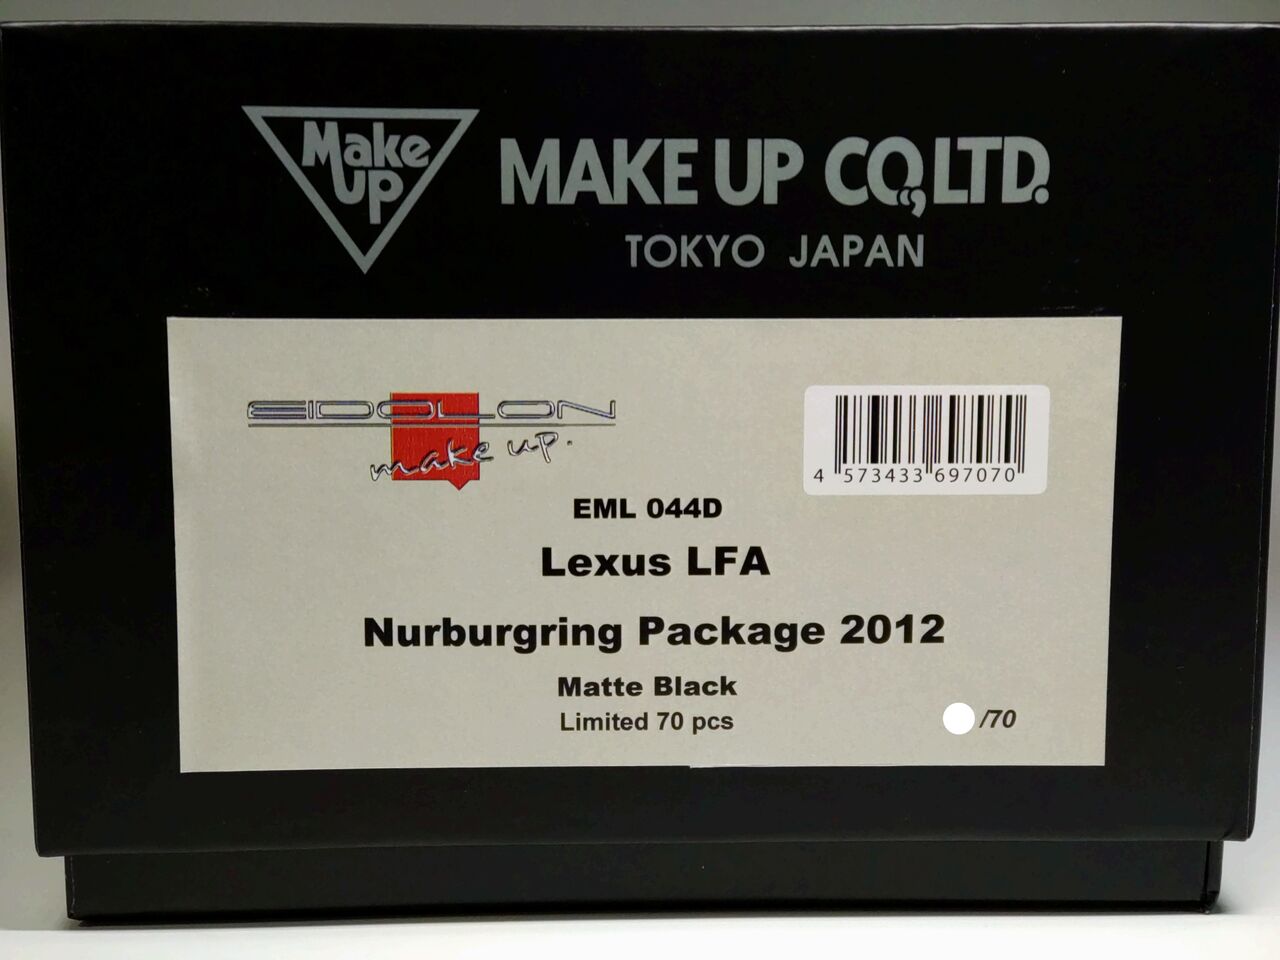 Make
up
MAKE UP CO.,LTD.
TOKYO JAPAN
EIDOLON
make up.
4 573433 697070
EML 044D
Lexus LFA
Nurburgring Package 2012
Matte Black
Limited 70 pcs
/70